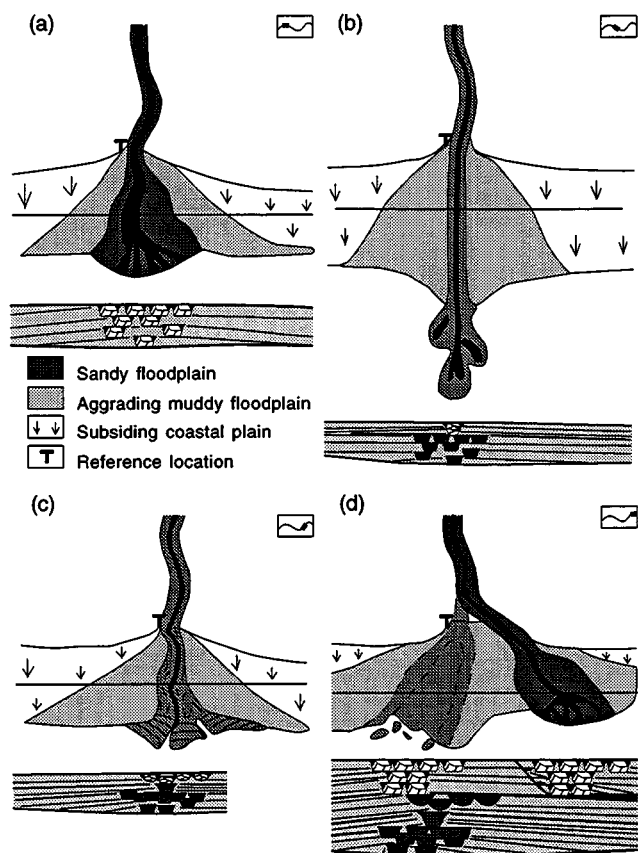 (a)
(b)
Sandy floodplain
Aggrading muddy floodplain
Subsiding coastal plain
T Reference location
(c)
(d)